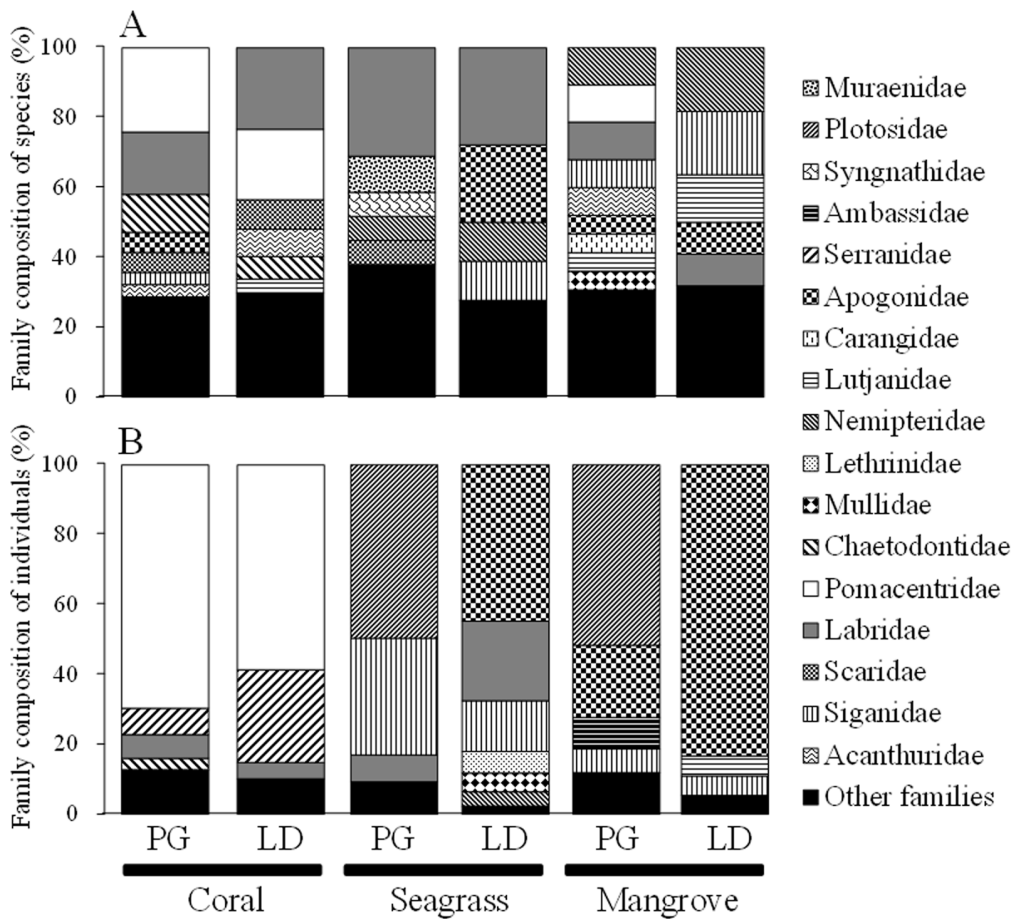 A
Family composition of species (%)
100
80
60
40
20
0
B
Family composition of individuals (%)
100
80
60
40
20
0
PG LD PG LD PG LD
Coral Seagrass Mangrove
Muraenidae
Plotosidae
Syngnathidae
Ambassidae
Serranidae
Apogonidae
Carangidae
Lutjanidae
Nemipteridae
Lethrinidae
Mullidae
Chaetodontidae
Pomacentridae
Labridae
Scaridae
Siganidae
Acanthuridae
Other families